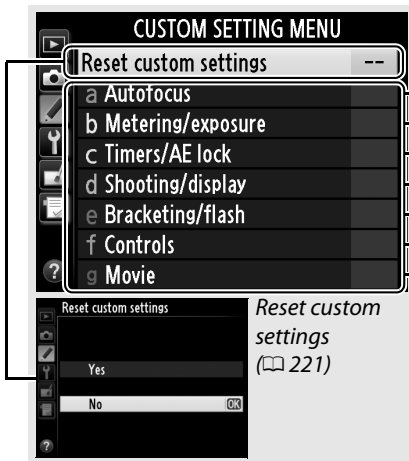 CUSTOM SETTING MENU
Reset custom settings --
a Autofocus
b Metering/exposure
c Timers/AE lock
d Shooting/display
e Bracketing/flash
f Controls
g Movie
?
Reset custom settings
Yes
No OK
?
Reset custom
settings
(📖 221)